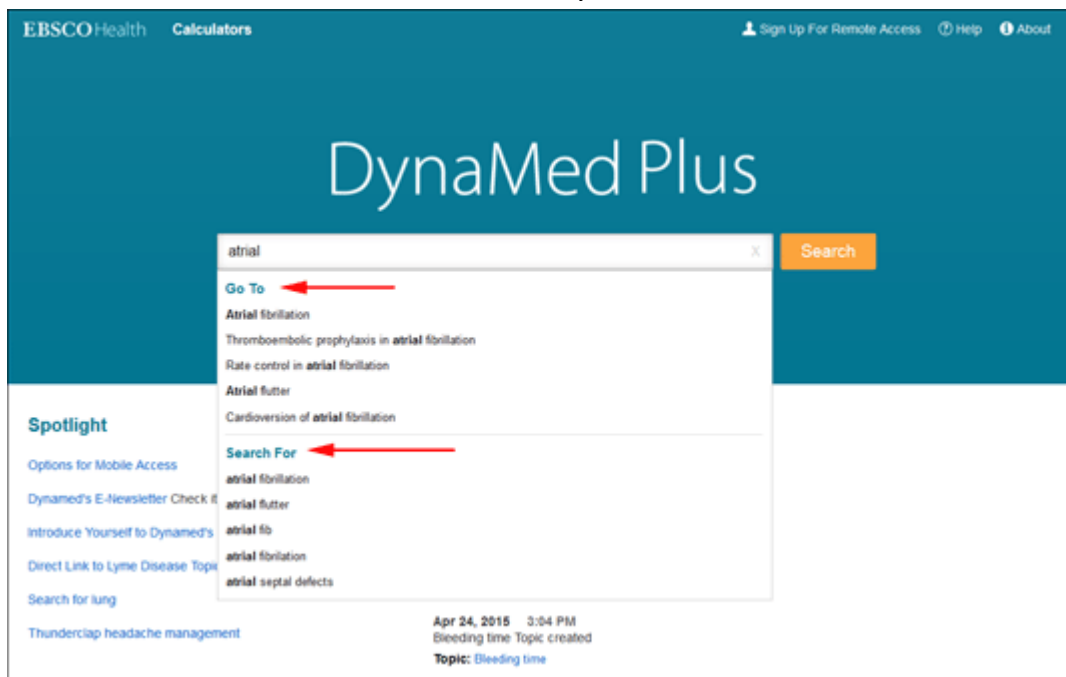 EBSCO Health Calculators Sign Up For Remote Access Help About
DynaMed Plus
atrial X Search
Go To
Atrial fibrillation
Thromboembolic prophylaxis in atrial fibrillation
Rate control in atrial fibrillation
Atrial flutter
Cardioversion of atrial fibrillation
Search For
atrial fibrillation
atrial flutter
atrial fib
atrial fibrilation
atrial septal defects
Spotlight
Options for Mobile Access
Dynamed's E-Newsletter Check
Introduce Yourself to Dynamed's
Direct Link to Lyme Disease
Search for lung
Thunderclap headache management
Apr 24, 2015 3:04 PM
Bleeding time Topic created
Topic: Bleeding time